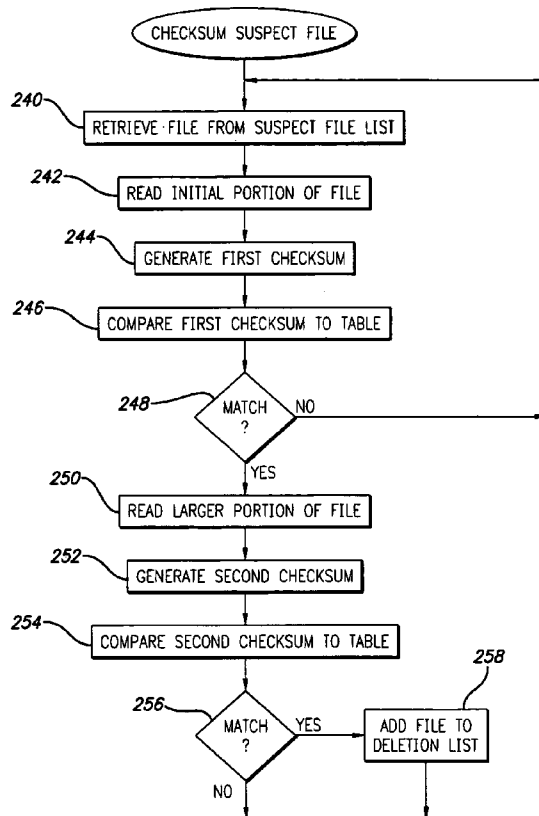 CHECKSUM SUSPECT FILE
240
RETRIEVE FILE FROM SUSPECT FILE LIST
242
READ INITIAL PORTION OF FILE
244
GENERATE FIRST CHECKSUM
246
COMPARE FIRST CHECKSUM TO TABLE
248
MATCH
?
NO
YES
250
READ LARGER PORTION OF FILE
252
GENERATE SECOND CHECKSUM
254
COMPARE SECOND CHECKSUM TO TABLE
256
MATCH
?
YES
258
ADD FILE TO
DELETION LIST
NO